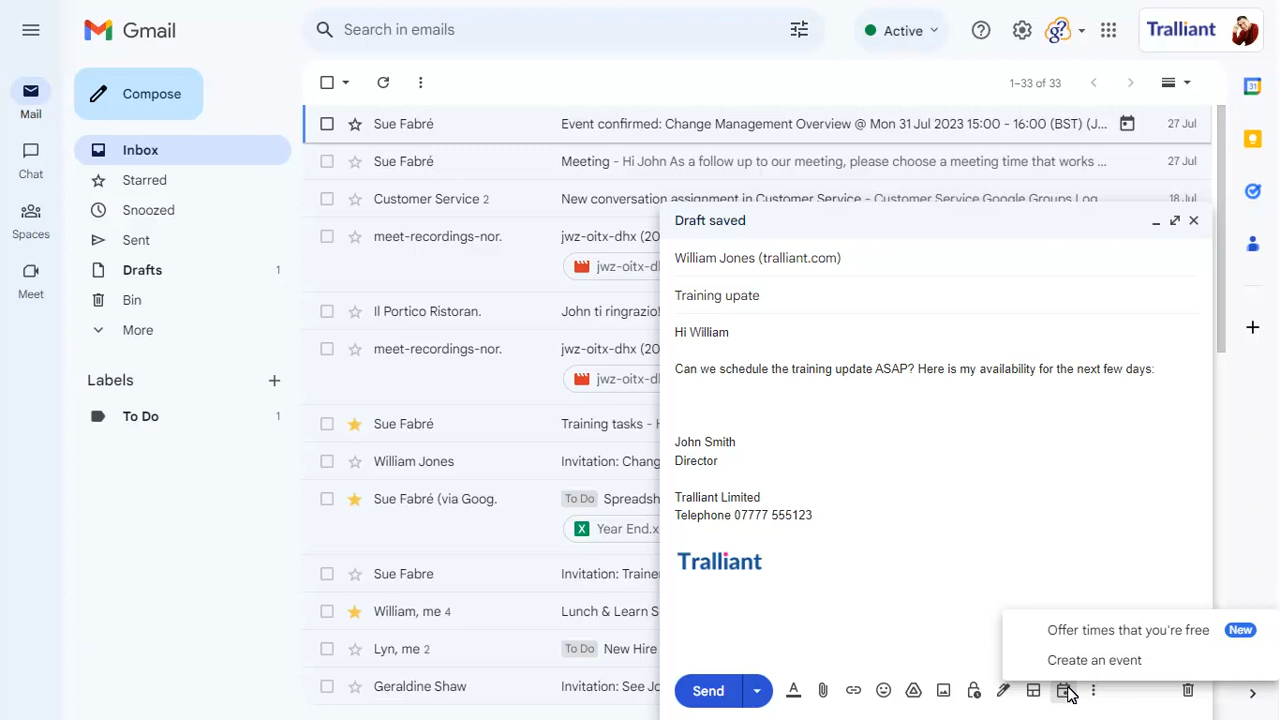 Gmail
Search in emails
Active
Tralliant
Mail
Chat
Spaces
Meet
Compose
Inbox
Starred
Snoozed
Sent
Drafts 1
Bin
More
Labels
To Do 1
1–33 of 33
Sue Fabré Event confirmed: Change Management Overview @ Mon 31 Jul 2023 15:00 - 16:00 (BST) (J... 27 Jul
Sue Fabré Meeting - Hi John As a follow up to our meeting, please choose a meeting time that works ... 27 Jul
Customer Service 2 New conversation assignment in Customer Service - Customer Service Google Groups Log 18 Jul
meet-recordings-nor. jwz-oitx-dhx (20
jwz-oitx-dh
Il Portico Ristoran. John ti ringrazio!
meet-recordings-nor. jwz-oitx-dhx (20
jwz-oitx-dh
Sue Fabré Training tasks - H
William Jones Invitation: Chang
Sue Fabré (via Goog. To Do Spreadsh
Year End.x
Sue Fabre Invitation: Traine
William, me 4 Lunch & Learn S
Lyn, me 2 To Do New Hire
Geraldine Shaw Invitation: Chang
Draft saved
William Jones (tralliant.com)
Training upate
Hi William
Can we schedule the training update ASAP? Here is my availability for the next few days:
John Smith
Director
Tralliant Limited
Telephone 07777 555123
Tralliant
Offer times that you're free New
Create an event
Send
31